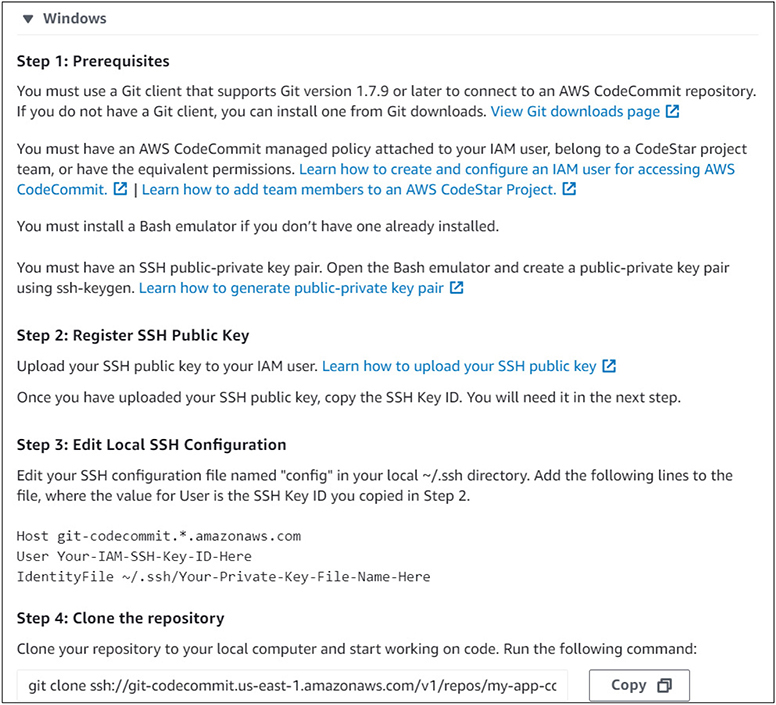 Windows
Step 1: Prerequisites
You must use a Git client that supports Git version 1.7.9 or later to connect to an AWS CodeCommit repository.
If you do not have a Git client, you can install one from Git downloads. View Git downloads page
You must have an AWS CodeCommit managed policy attached to your IAM user, belong to a CodeStar project
team, or have the equivalent permissions. Learn how to create and configure an IAM user for accessing AWS
CodeCommit. | Learn how to add team members to an AWS CodeStar Project.
You must install a Bash emulator if you don’t have one already installed.
You must have an SSH public-private key pair. Open the Bash emulator and create a public-private key pair
using ssh-keygen. Learn how to generate public-private key pair
Step 2: Register SSH Public Key
Upload your SSH public key to your IAM user. Learn how to upload your SSH public key
Once you have uploaded your SSH public key, copy the SSH Key ID. You will need it in the next step.
Step 3: Edit Local SSH Configuration
Edit your SSH configuration file named "config" in your local ~/.ssh directory. Add the following lines to the
file, where the value for User is the SSH Key ID you copied in Step 2.
Host git-codecommit.*.amazonaws.com
User Your-IAM-SSH-Key-ID-Here
IdentityFile ~/.ssh/Your-Private-Key-File-Name-Here
Step 4: Clone the repository
Clone your repository to your local computer and start working on code. Run the following command:
git clone ssh://git-codecommit.us-east-1.amazonaws.com/v1/repos/my-app-cc Copy